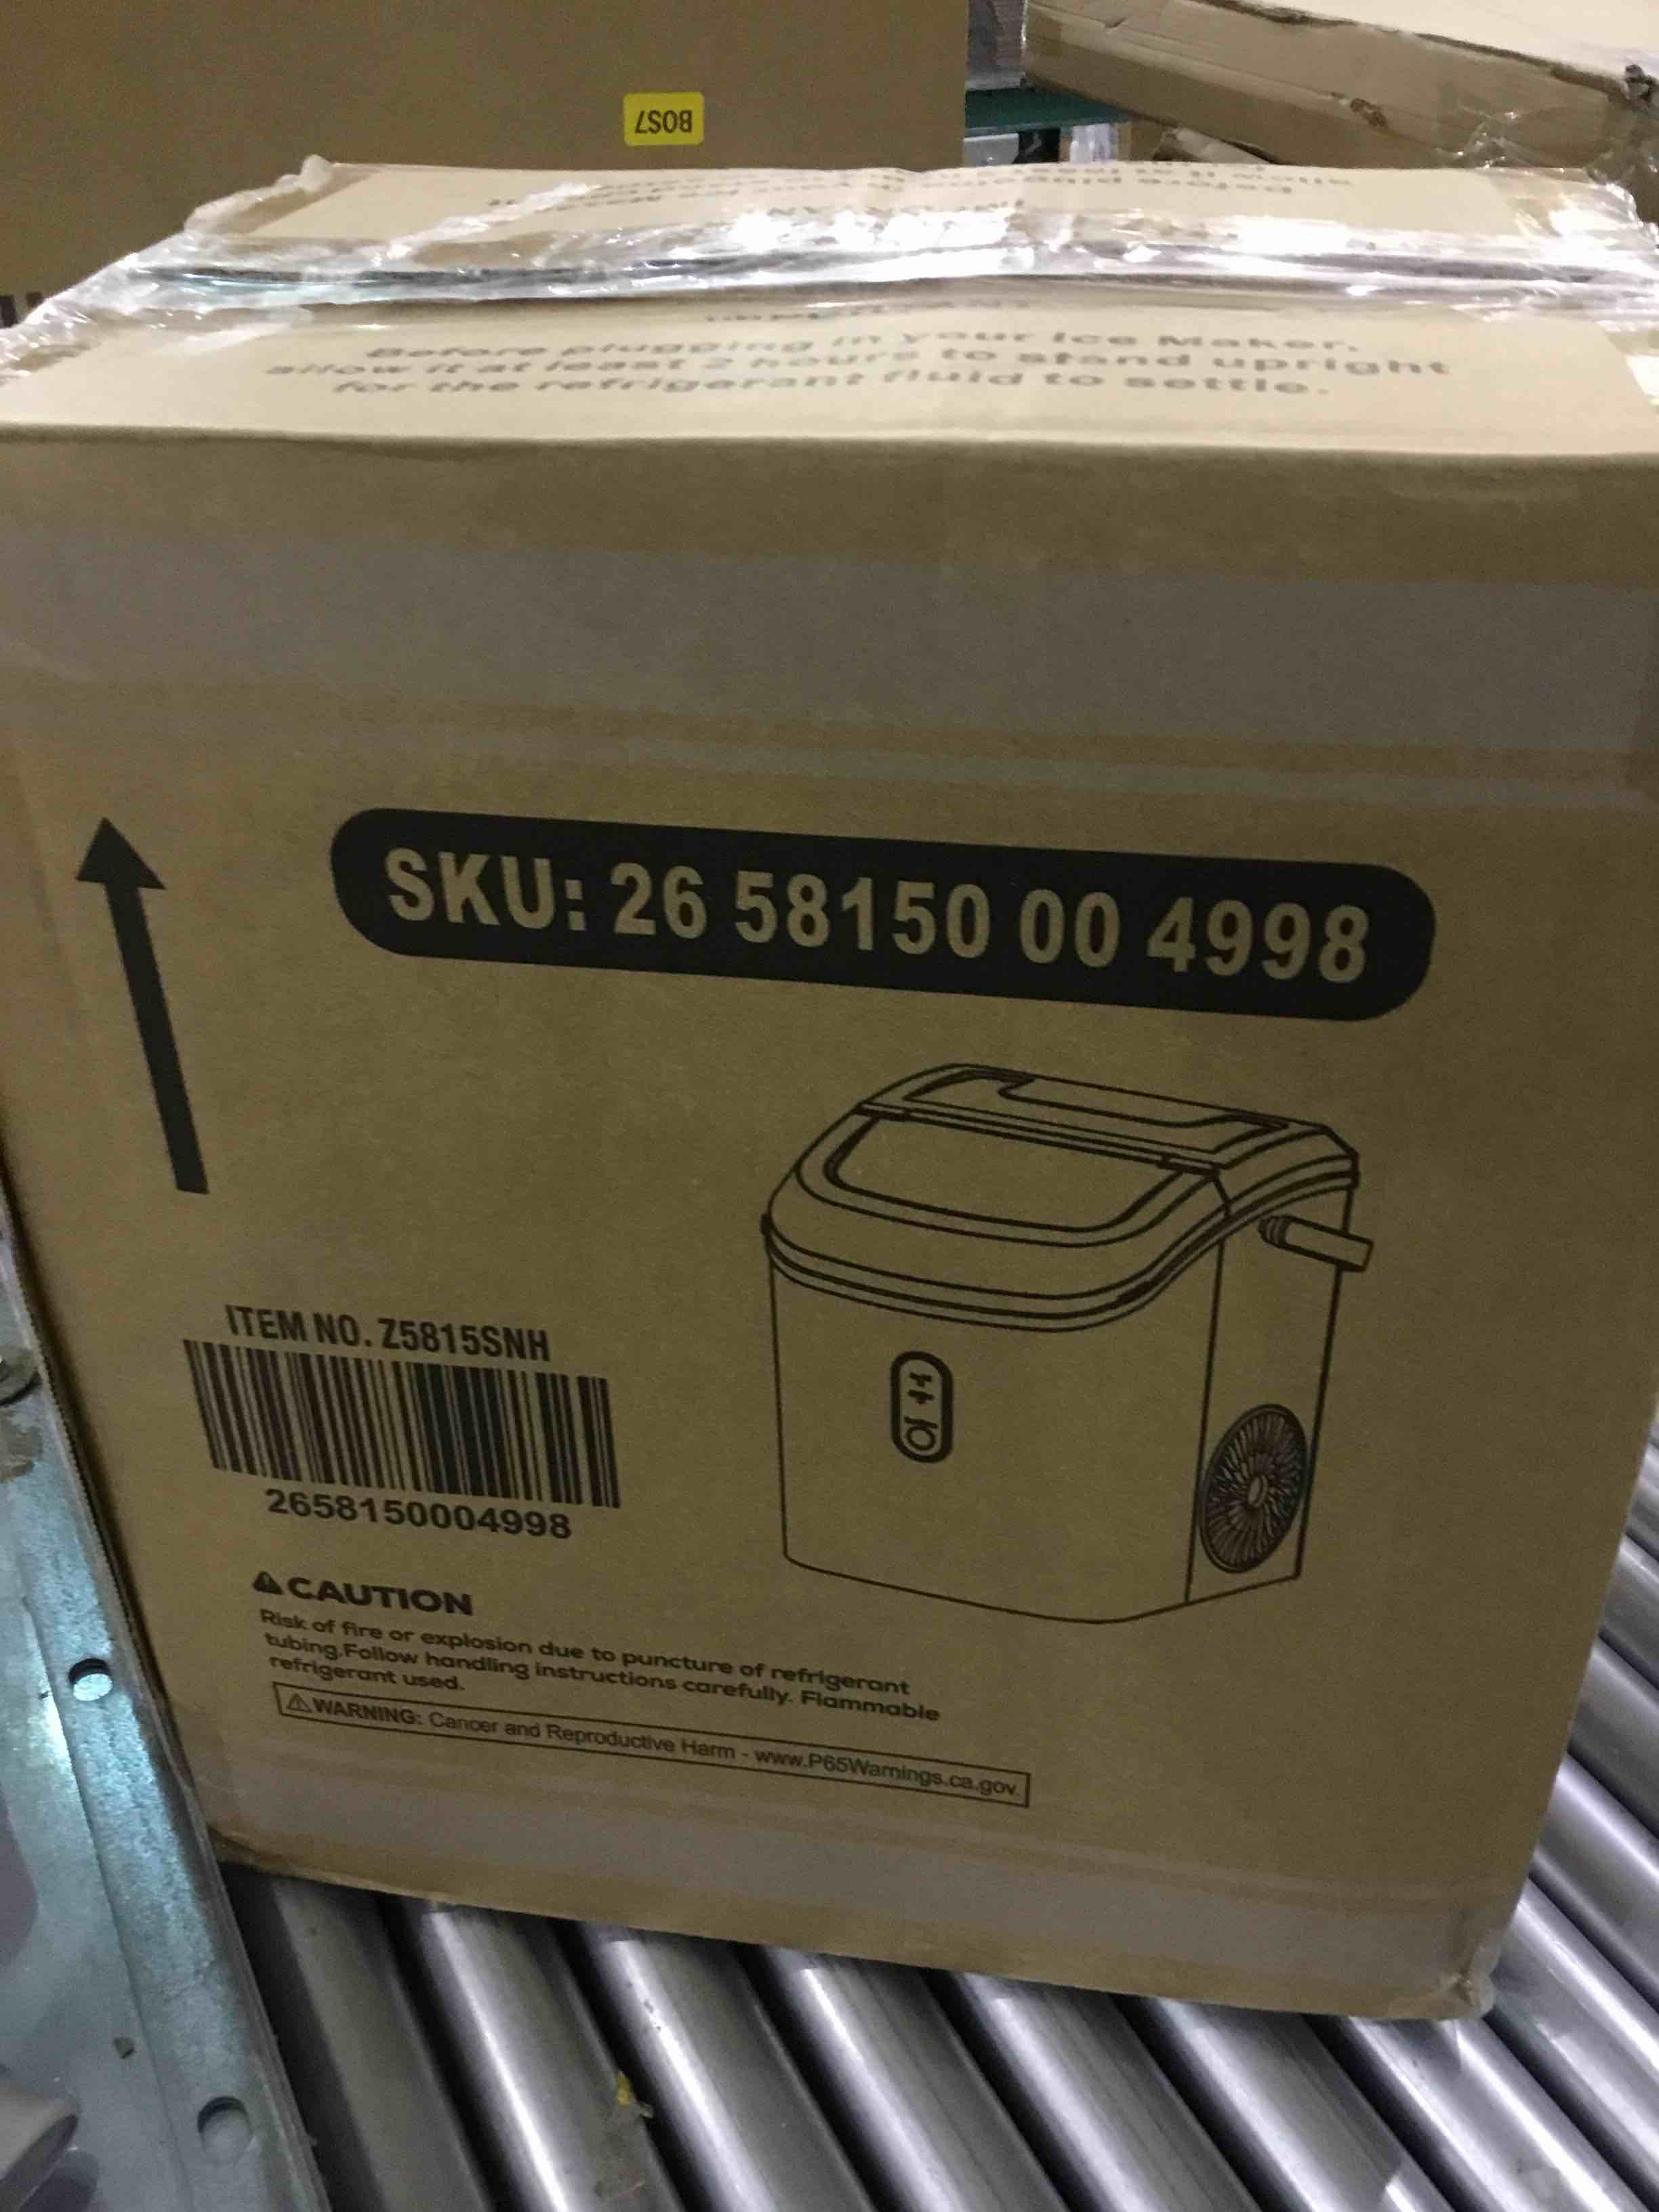 BOS7
Before plugging in your Ice Maker,
allow it at least 2 hours to stand upright
for the refrigerant fluid to settle.
SKU: 26 58150 00 4998
ITEM NO. Z5815SNH
2658150004998
CAUTION
Risk of fire or explosion due to puncture of refrigerant
tubing.Follow handling instructions carefully. Flammable
refrigerant used.
WARNING: Cancer and Reproductive Harm - www.P65Warnings.ca.gov.